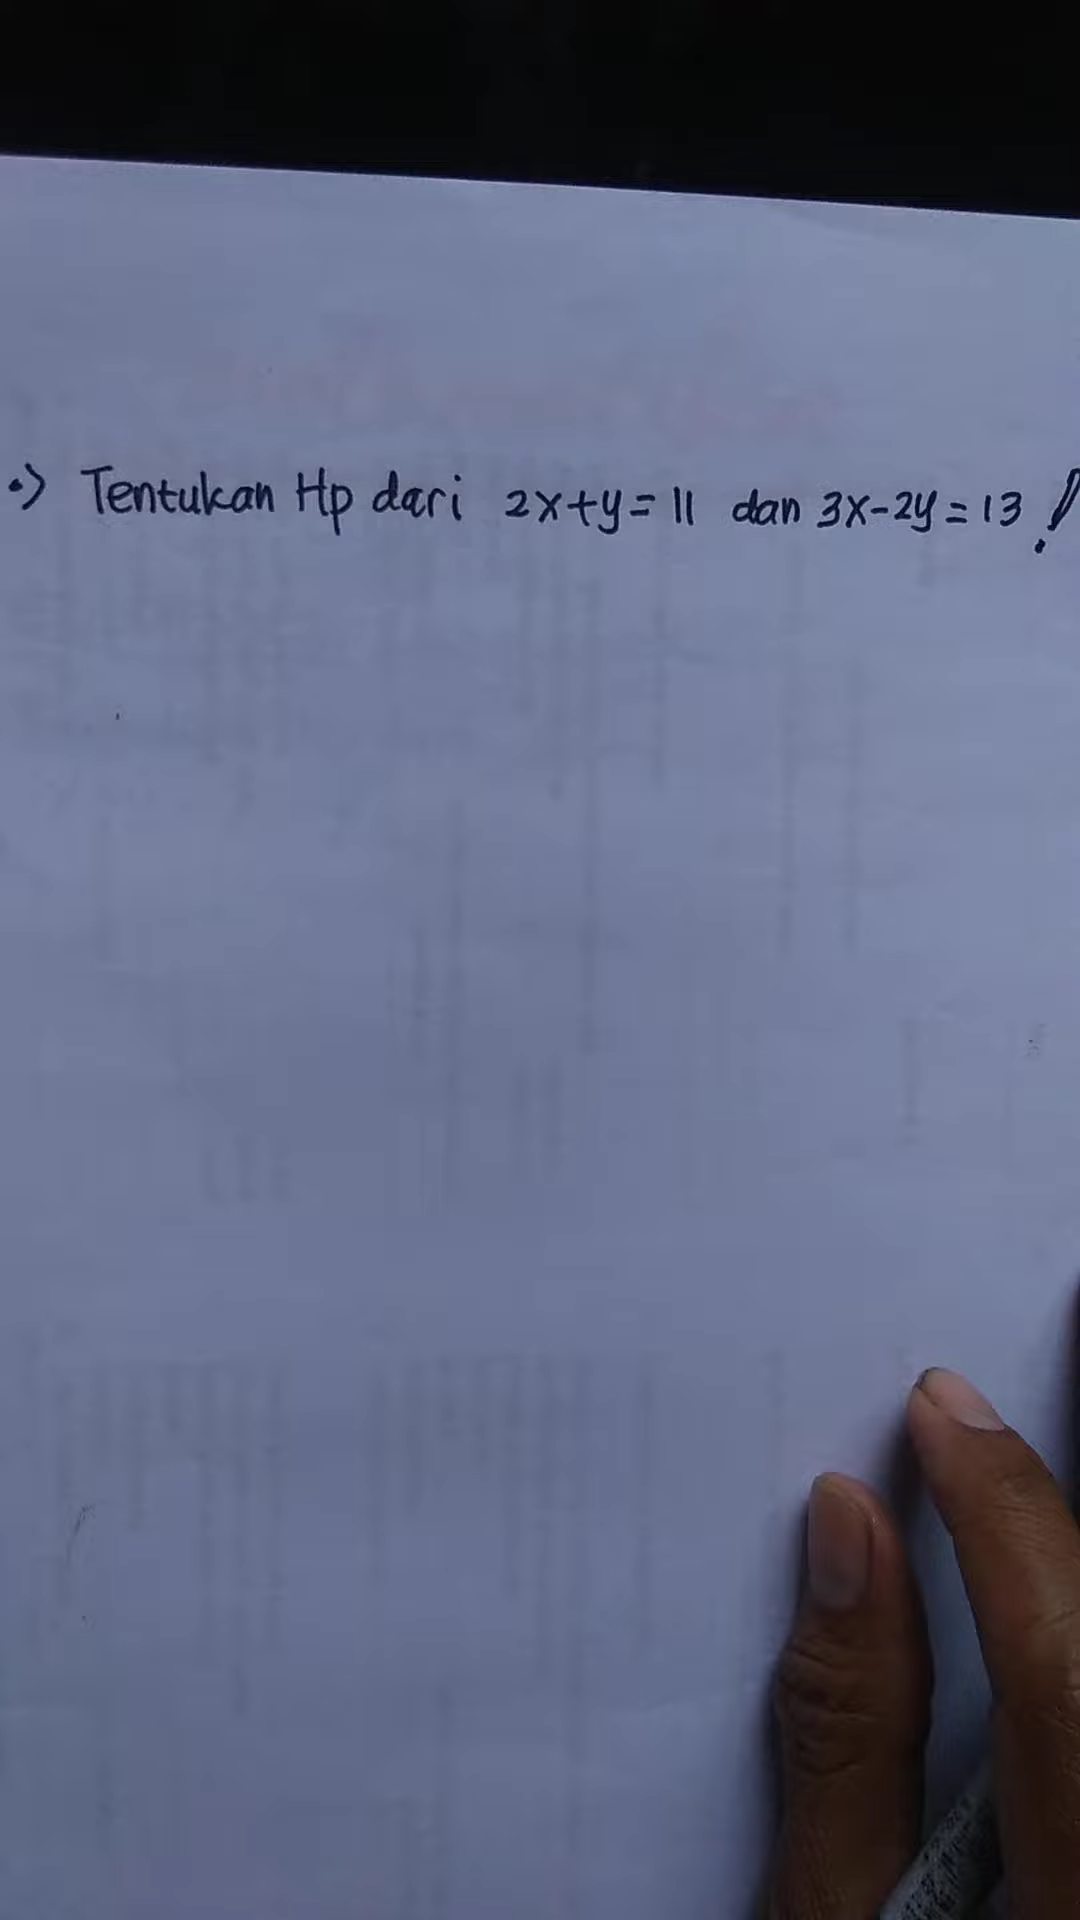 •) Tentukan Hp dari 2x+y=11 dan 3x-2y=13 !